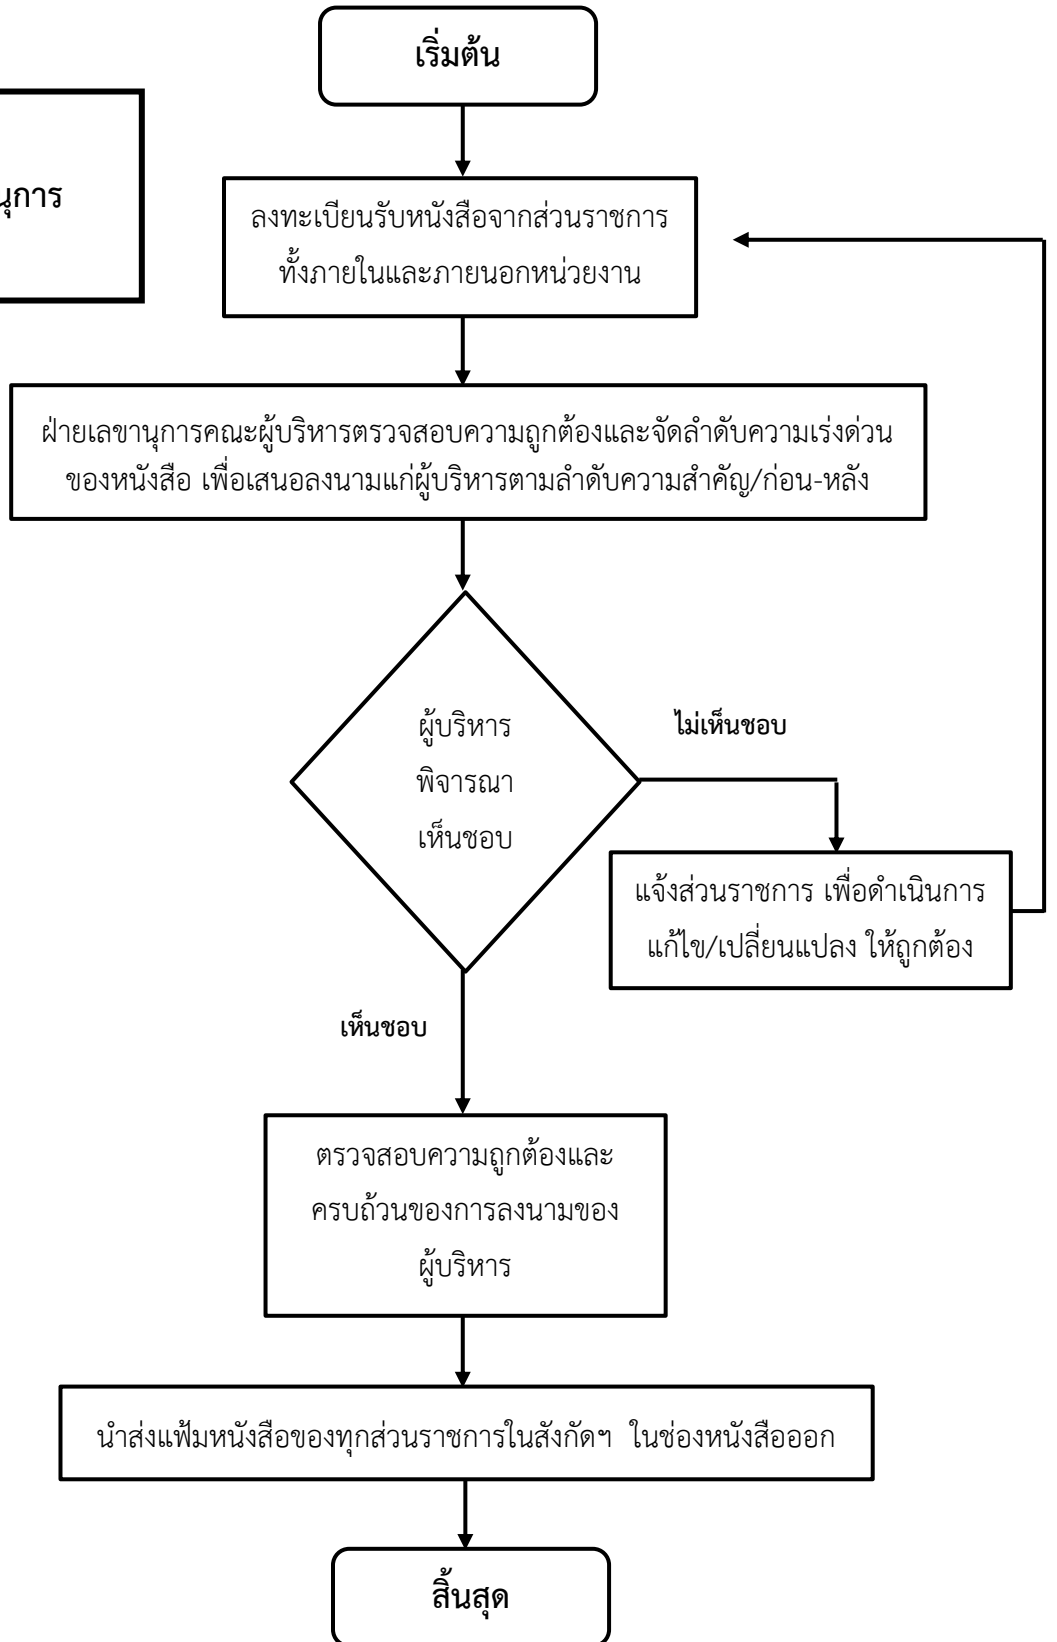 เริ่มต้น
ลงทะเบียนรับหนังสือจากส่วนราชการ
ทั้งภายในและภายนอกหน่วยงาน
ฝ่ายเลขานุการคณะผู้บริหารตรวจสอบความถูกต้องและจัดลำดับความเร่งด่วน
ของหนังสือ เพื่อเสนอลงนามแก่ผู้บริหารตามลำดับความสำคัญ/ก่อน-หลัง
ผู้บริหาร
พิจารณา
เห็นชอบ
ไม่เห็นชอบ
แจ้งส่วนราชการ เพื่อดำเนินการ
แก้ไข/เปลี่ยนแปลง ให้ถูกต้อง
เห็นชอบ
ตรวจสอบความถูกต้องและ
ครบถ้วนของการลงนามของ
ผู้บริหาร
นำส่งแฟ้มหนังสือของทุกส่วนราชการในสังกัดฯ ในช่องหนังสือออก
สิ้นสุด